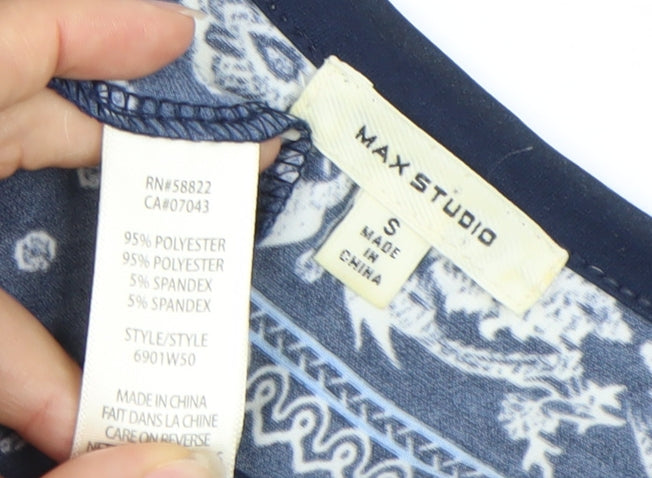 RN#58822
CA#07043
95% POLYESTER
95% POLYESTER
5% SPANDEX
5% SPANDEX
STYLE/STYLE
6901W50
MADE IN CHINA
FAIT DANS LA CHINE
CARE ON REVERSE
MAX STUDIO
S
MADE
IN
CHINA